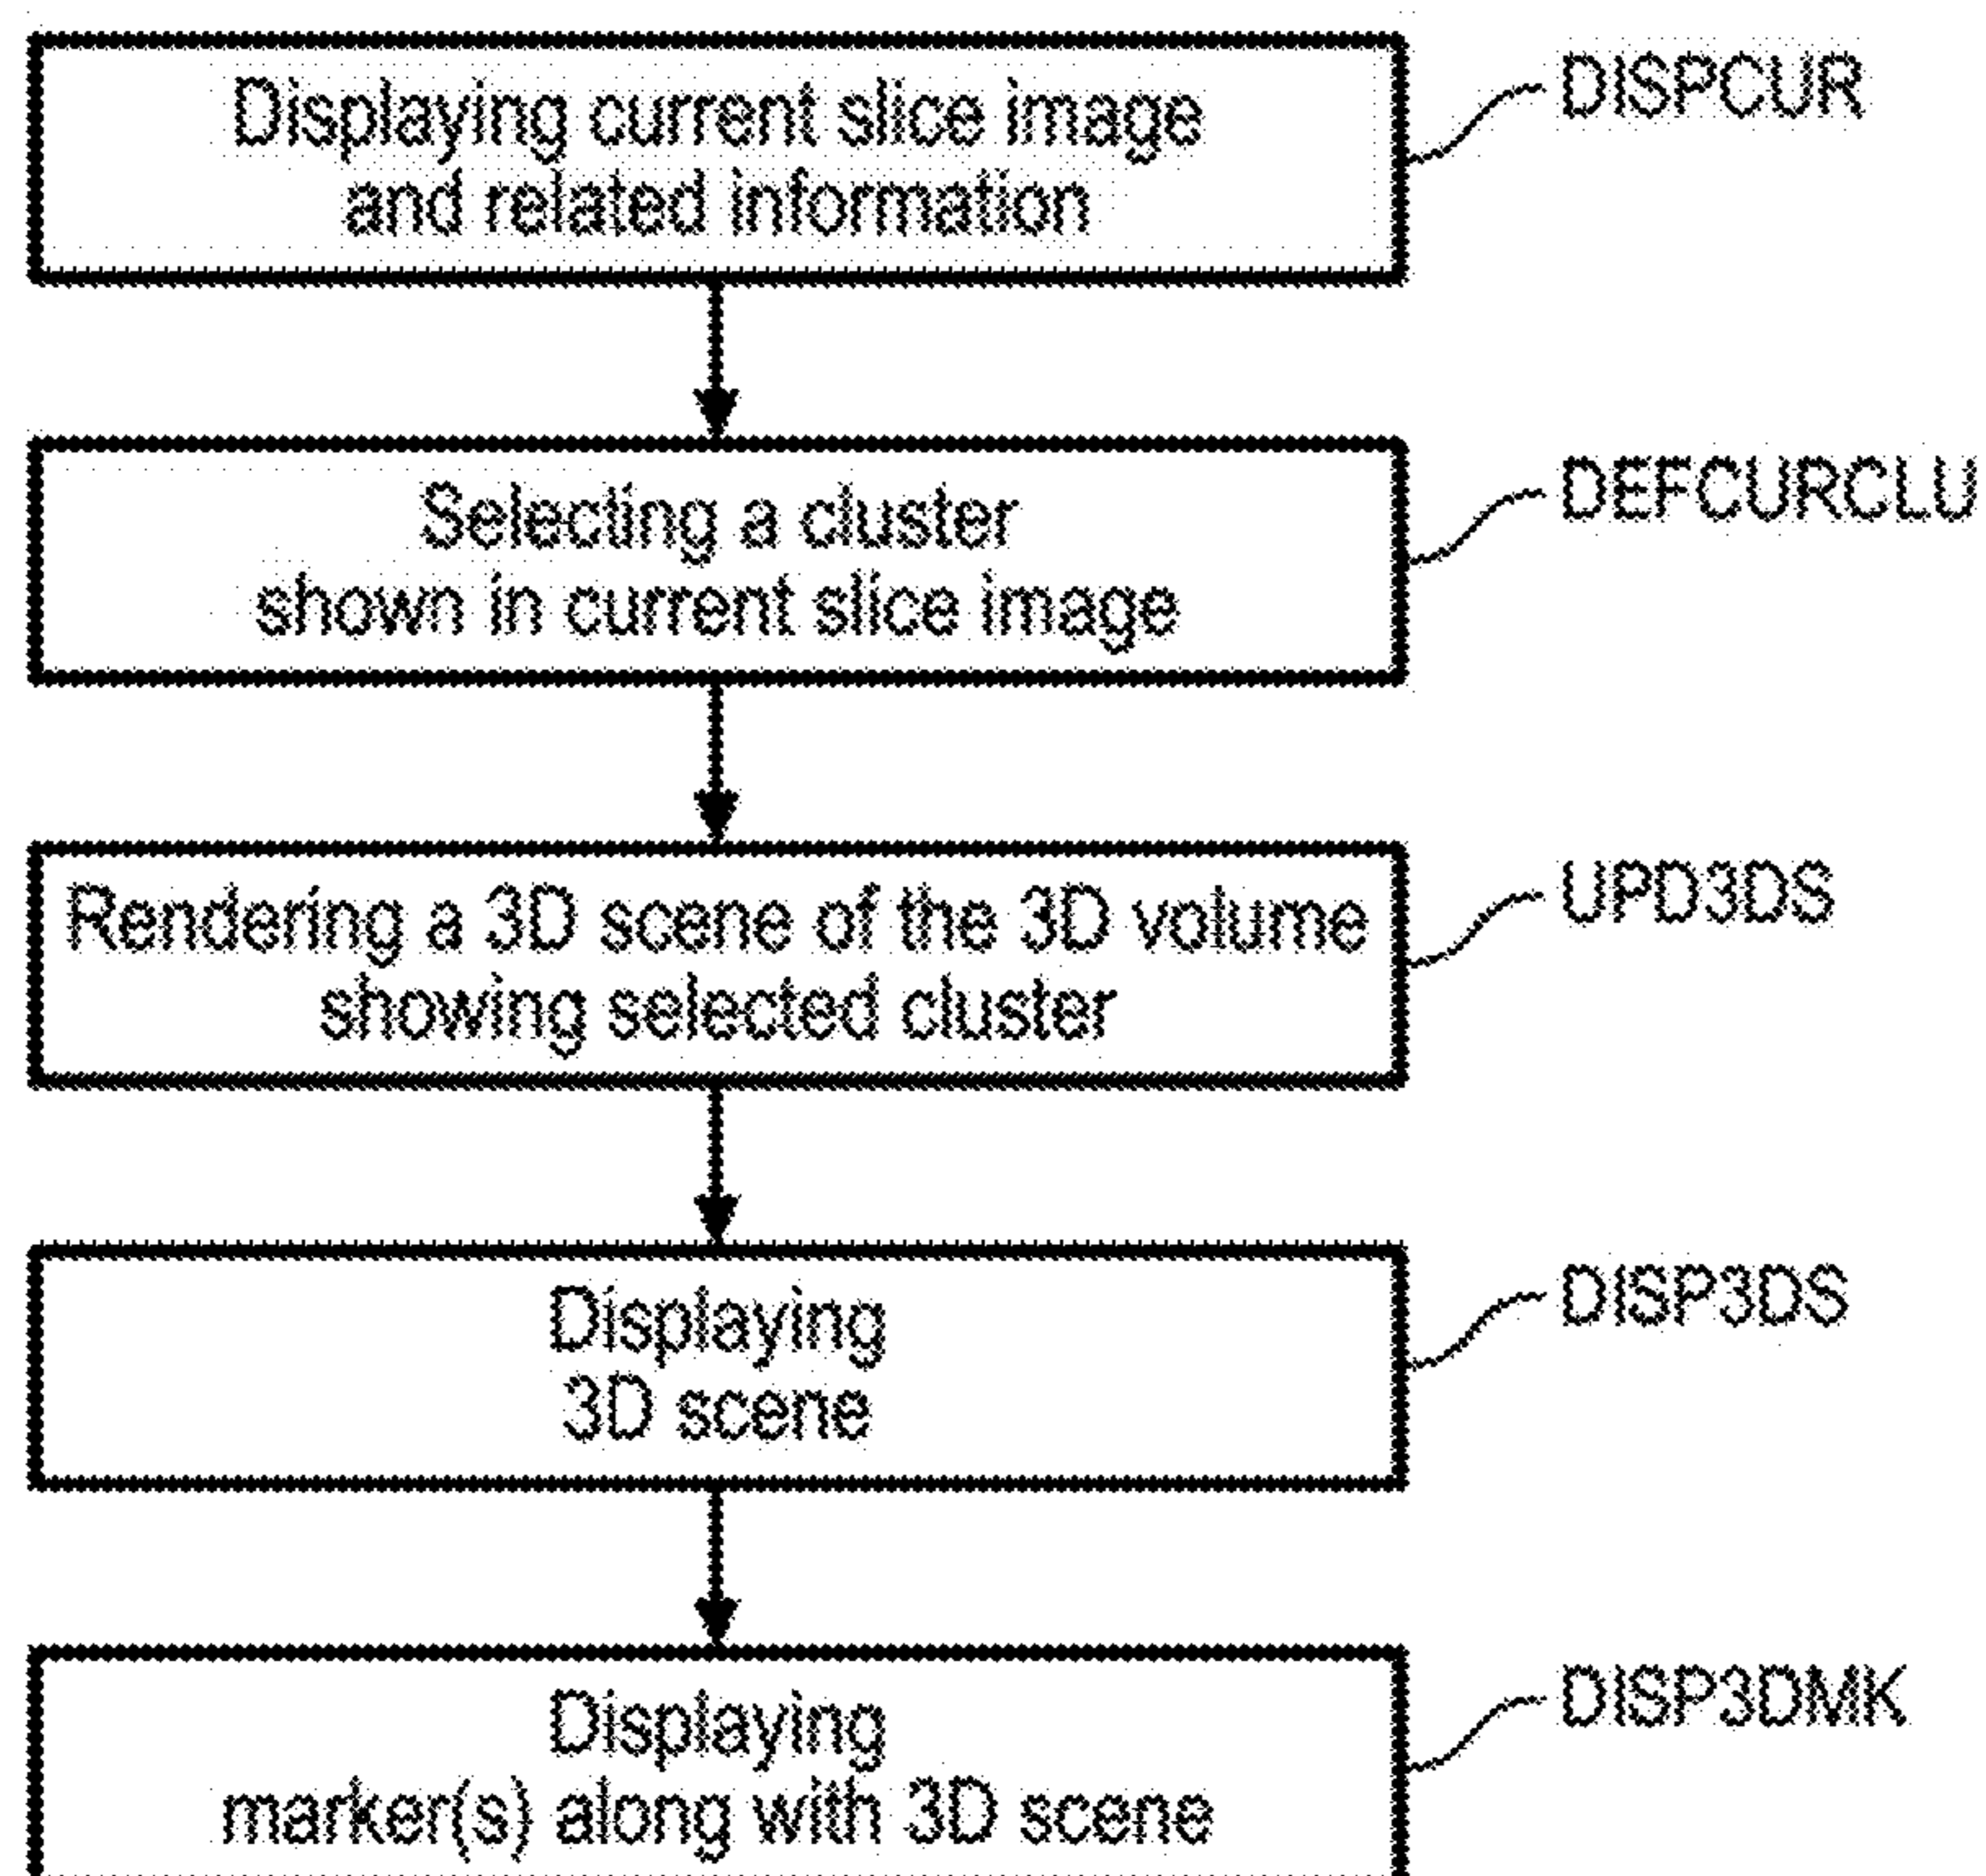 Displaying current slice image
and related information
DISPCUR
Selecting a cluster
shown in current slice image
DEFCURCLU
Rendering a 3D scene of the 3D volume
showing selected cluster
UPD3DS
Displaying
3D scene
DISP3DS
Displaying
marker(s) along with 3D scene
DISP3DMK